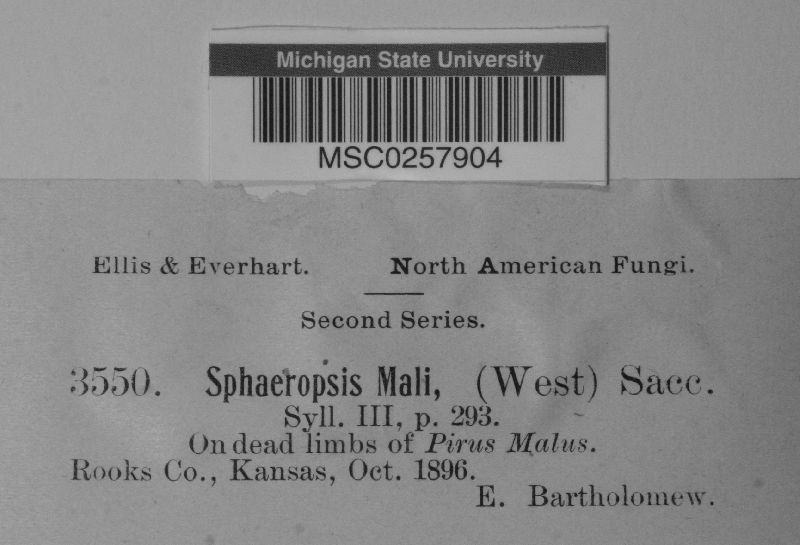 Michigan State University
MSC0257904
Ellis & Everhart. North American Fungi.
Second Series.
3550. Sphaeropsis Mali, (West) Sacc.
Syll. III, p. 293.
On dead limbs of Pirus Malus.
Rooks Co., Kansas, Oct. 1896.
E. Bartholomew.